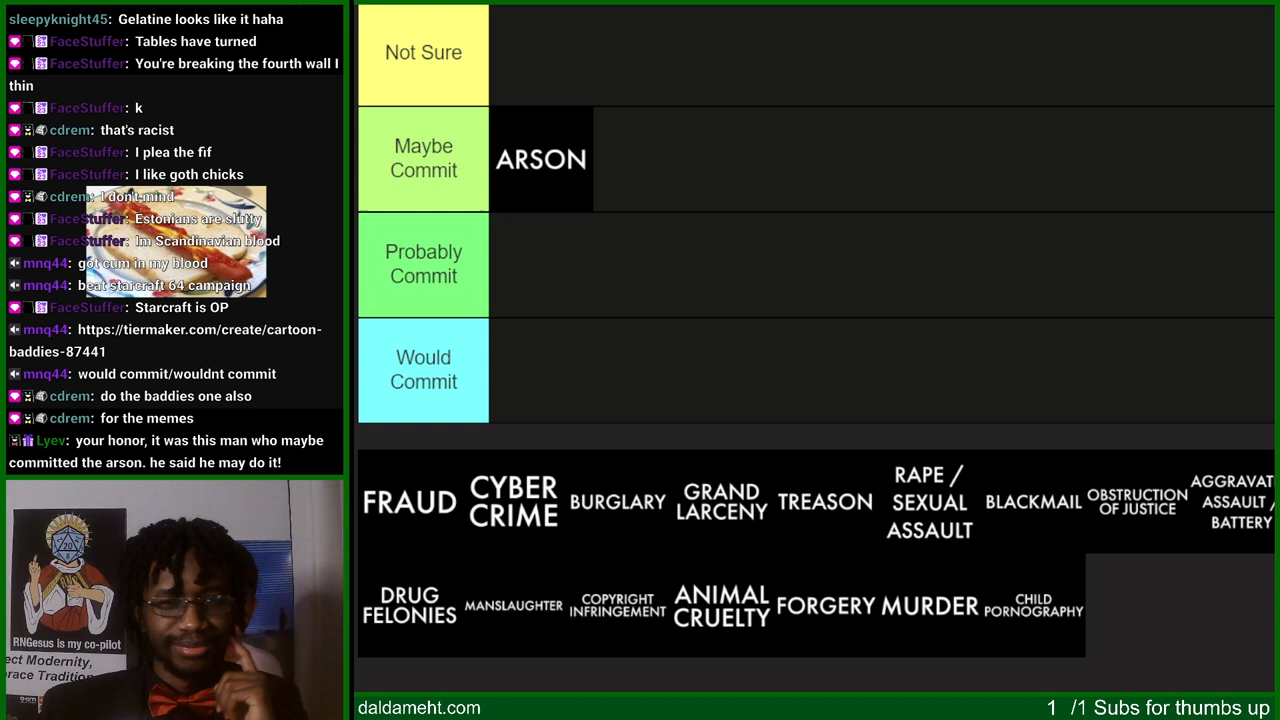 sleepyknight45: Gelatine looks like it haha
FaceStuffer: Tables have turned
FaceStuffer: You're breaking the fourth wall I
thin
FaceStuffer: k
cdrem: that's racist
FaceStuffer: I plea the fif
FaceStuffer: I like goth chicks
cdrem: I don't mind
FaceStuffer: Estonians are slutty
FaceStuffer: Im Scandinavian blood
mnq44: got cum in my blood
mnq44: beat starcraft 64 campaign
FaceStuffer: Starcraft is OP
mnq44: https://tiermaker.com/create/cartoon-
baddies-87441
mnq44: would commit/wouldnt commit
cdrem: do the baddies one also
cdrem: for the memes
Lyev: your honor, it was this man who maybe
committed the arson. he said he may do it!
Not Sure
Maybe
Commit
ARSON
Probably
Commit
Would
Commit
FRAUD
CYBER
CRIME
BURGLARY
GRAND
LARCENY
TREASON
RAPE /
SEXUAL
ASSAULT
BLACKMAIL
OBSTRUCTION
OF JUSTICE
AGGRAVAT
ASSAULT /
BATTERY
DRUG
FELONIES
MANSLAUGHTER
COPYRIGHT
INFRINGEMENT
ANIMAL
CRUELTY
FORGERY
MURDER
CHILD
PORNOGRAPHY
20
RNGesus is my co-pilot
ect Modernity,
brace Tradition
daldameht.com
1 /1 Subs for thumbs up